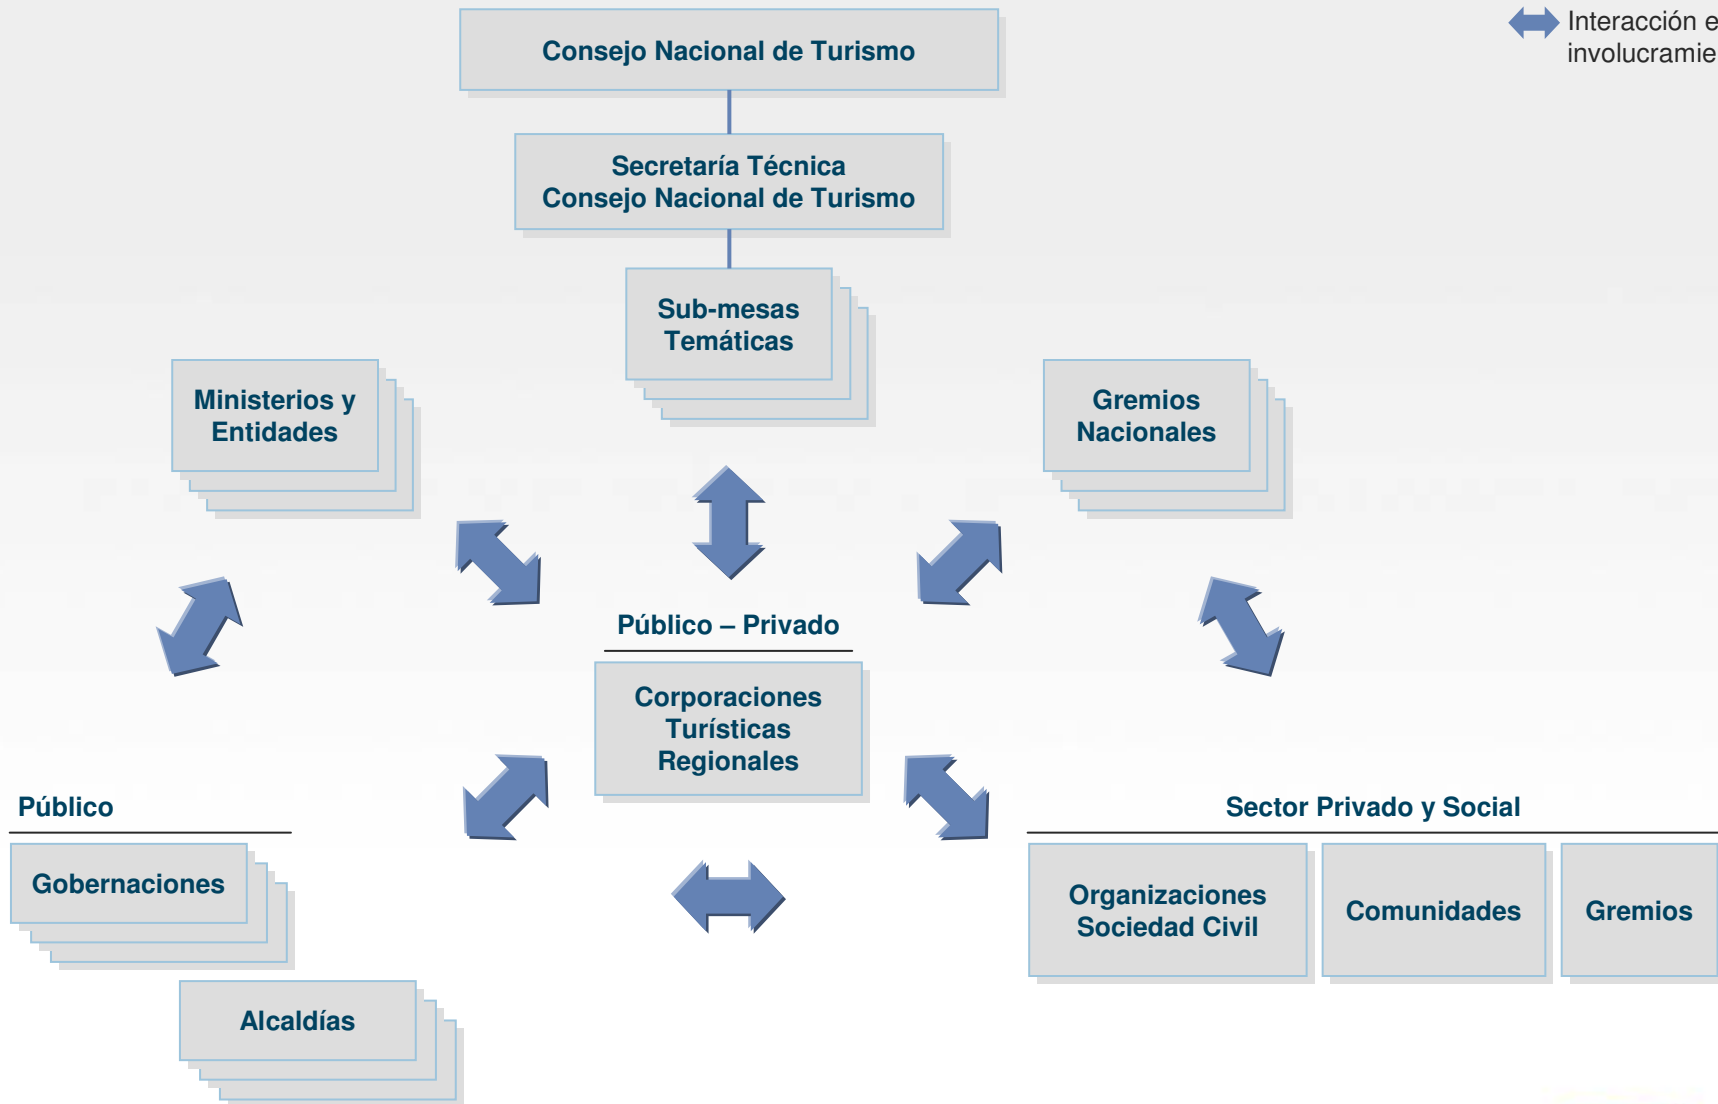 Consejo Nacional de Turismo
Interacción e
involucramie
Secretaría Técnica
Consejo Nacional de Turismo
Sub-mesas
Temáticas
Ministerios y
Entidades
Gremios
Nacionales
Público – Privado
Corporaciones
Turísticas
Regionales
Público
Gobernaciones
Alcaldías
Sector Privado y Social
Organizaciones
Sociedad Civil
Comunidades
Gremios